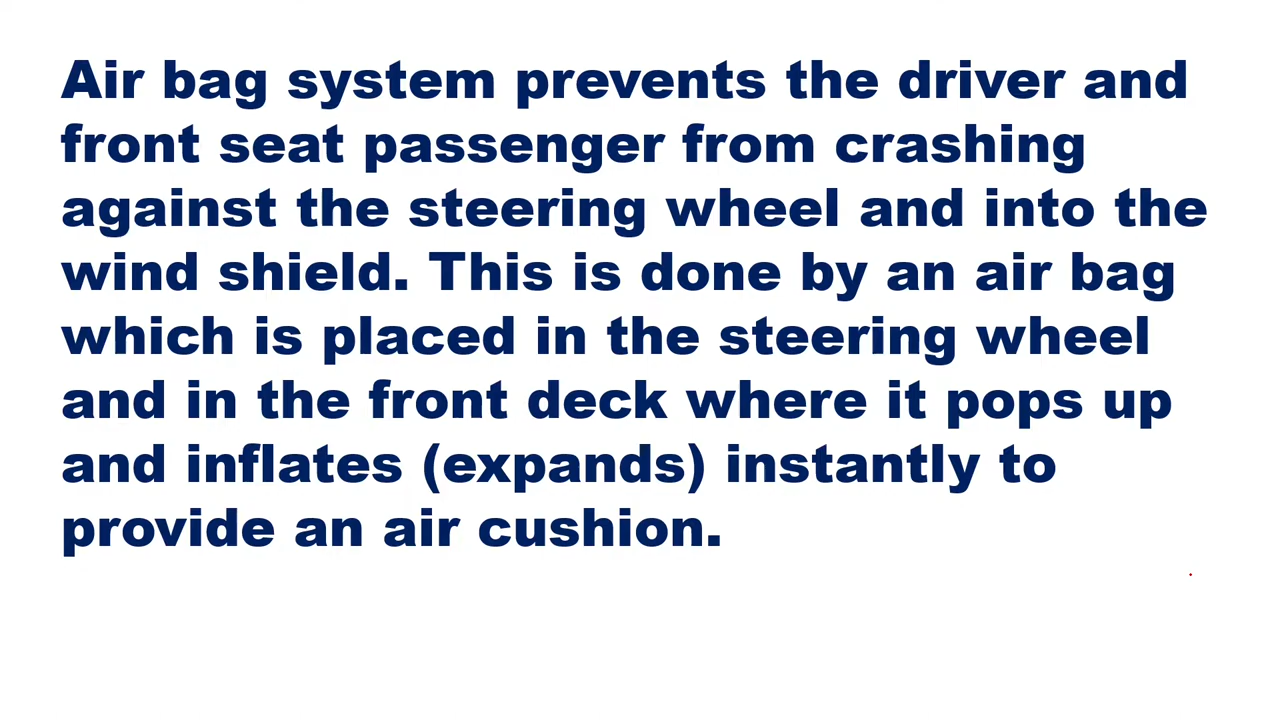 Air bag system prevents the driver and
front seat passenger from crashing
against the steering wheel and into the
wind shield. This is done by an air bag
which is placed in the steering wheel
and in the front deck where it pops up
and inflates (expands) instantly to
provide an air cushion.